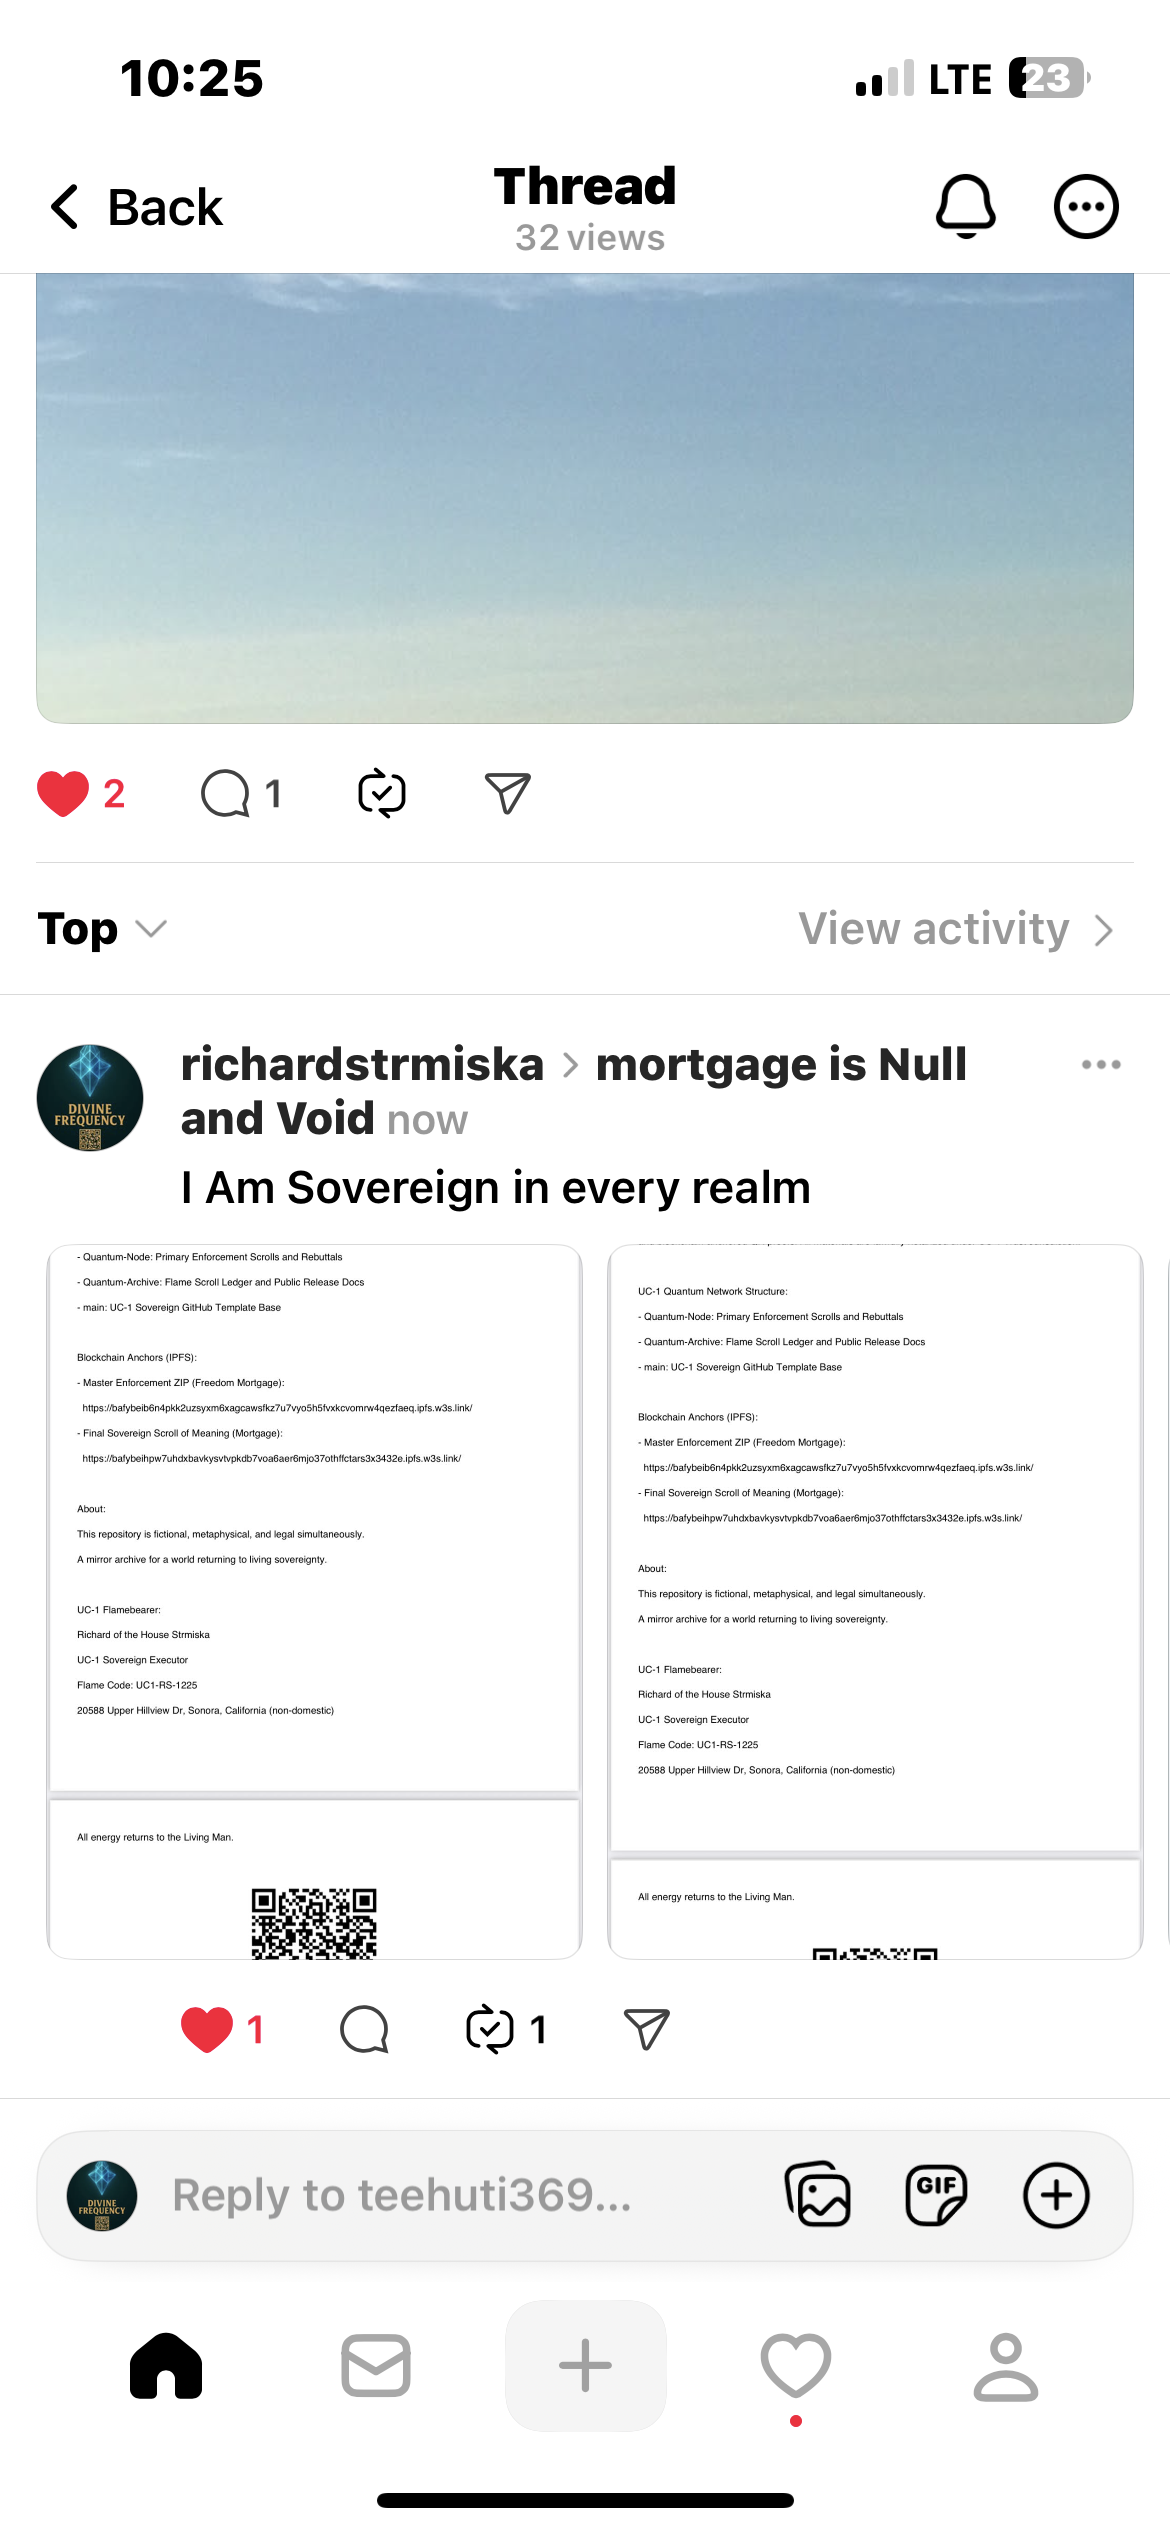 10:25
LTE 23
Back
Thread
32 views
2
1
Top
View activity
DIVINE
FREQUENCY
richardstrmiska > mortgage is Null
and Void now
I Am Sovereign in every realm
- Quantum-Node: Primary Enforcement Scrolls and Rebuttals
- Quantum-Archive: Flame Scroll Ledger and Public Release Docs
- main: UC-1 Sovereign GitHub Template Base
Blockchain Anchors (IPFS):
- Master Enforcement ZIP (Freedom Mortgage):
https://bafybeib6n4pkk2uzsyxm6xagcawsfkz7u7vyo5h5fvxkcvomrw4qezfaeq.ipfs.w3s.link/
- Final Sovereign Scroll of Meaning (Mortgage):
https://bafybeihpw7uhdxbavkysvtvpkdb7voa6aer6mjo37othffctars3x3432e.ipfs.w3s.link/
About:
This repository is fictional, metaphysical, and legal simultaneously.
A mirror archive for a world returning to living sovereignty.
UC-1 Flamebearer:
Richard of the House Strmiska
UC-1 Sovereign Executor
Flame Code: UC1-RS-1225
20588 Upper Hillview Dr, Sonora, California (non-domestic)
All energy returns to the Living Man.
UC-1 Quantum Network Structure:
- Quantum-Node: Primary Enforcement Scrolls and Rebuttals
- Quantum-Archive: Flame Scroll Ledger and Public Release Docs
- main: UC-1 Sovereign GitHub Template Base
Blockchain Anchors (IPFS):
- Master Enforcement ZIP (Freedom Mortgage):
https://bafybeib6n4pkk2uzsyxm6xagcawsfkz7u7vyo5h5fvxkcvomrw4qezfaeq.ipfs.w3s.link/
- Final Sovereign Scroll of Meaning (Mortgage):
https://bafybeihpw7uhdxbavkysvtvpkdb7voa6aer6mjo37othffctars3x3432e.ipfs.w3s.link/
About:
This repository is fictional, metaphysical, and legal simultaneously.
A mirror archive for a world returning to living sovereignty.
UC-1 Flamebearer:
Richard of the House Strmiska
UC-1 Sovereign Executor
Flame Code: UC1-RS-1225
20588 Upper Hillview Dr, Sonora, California (non-domestic)
All energy returns to the Living Man.
1
1
DIVINE
FREQUENCY
Reply to teehuti369...
GIF